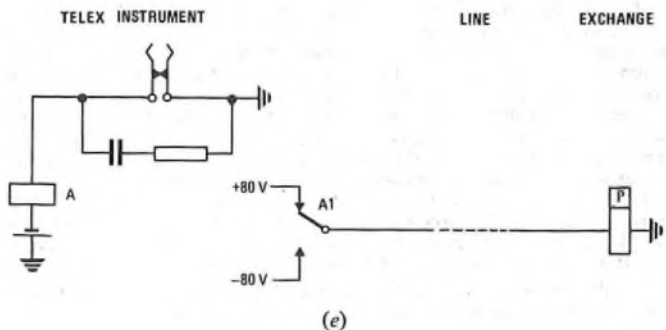 TELEX INSTRUMENT LINE EXCHANGE
A
+80 V
A1
P
−80 V
(e)